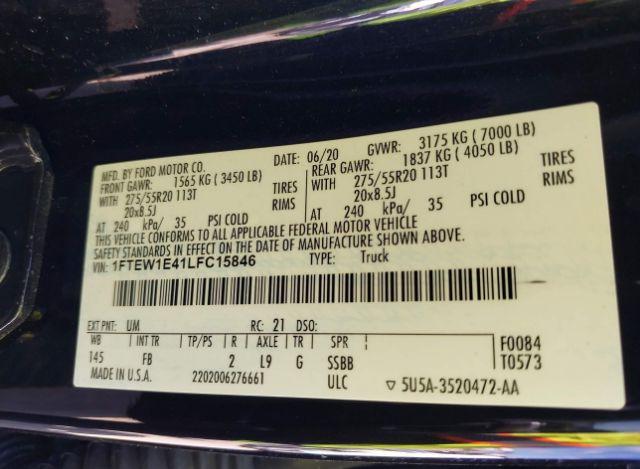 MFD. BY FORD MOTOR CO.
DATE: 06/20 GVWR: 3175 KG ( 7000 LB)
FRONT GAWR: 1565 KG ( 3450 LB) REAR GAWR: 1837 KG ( 4050 LB)
WITH 275/55R20 113T TIRES WITH 275/55R20 113T TIRES
20x8.5J RIMS 20x8.5J RIMS
AT 240 kPa/ 35 PSI COLD AT 240 kPa/ 35 PSI COLD
THIS VEHICLE CONFORMS TO ALL APPLICABLE FEDERAL MOTOR VEHICLE
SAFETY STANDARDS IN EFFECT ON THE DATE OF MANUFACTURE SHOWN ABOVE.
VIN: 1FTEW1E41LFC15846 TYPE: Truck
EXT PNT: UM RC: 21 DSO:
WB INT TR TP/PS R AXLE TR SPR F0084
145 FB 2 L9 G SSBB T0573
MADE IN U.S.A. 2202006276661 ULC ▽ 5U5A-3520472-AA